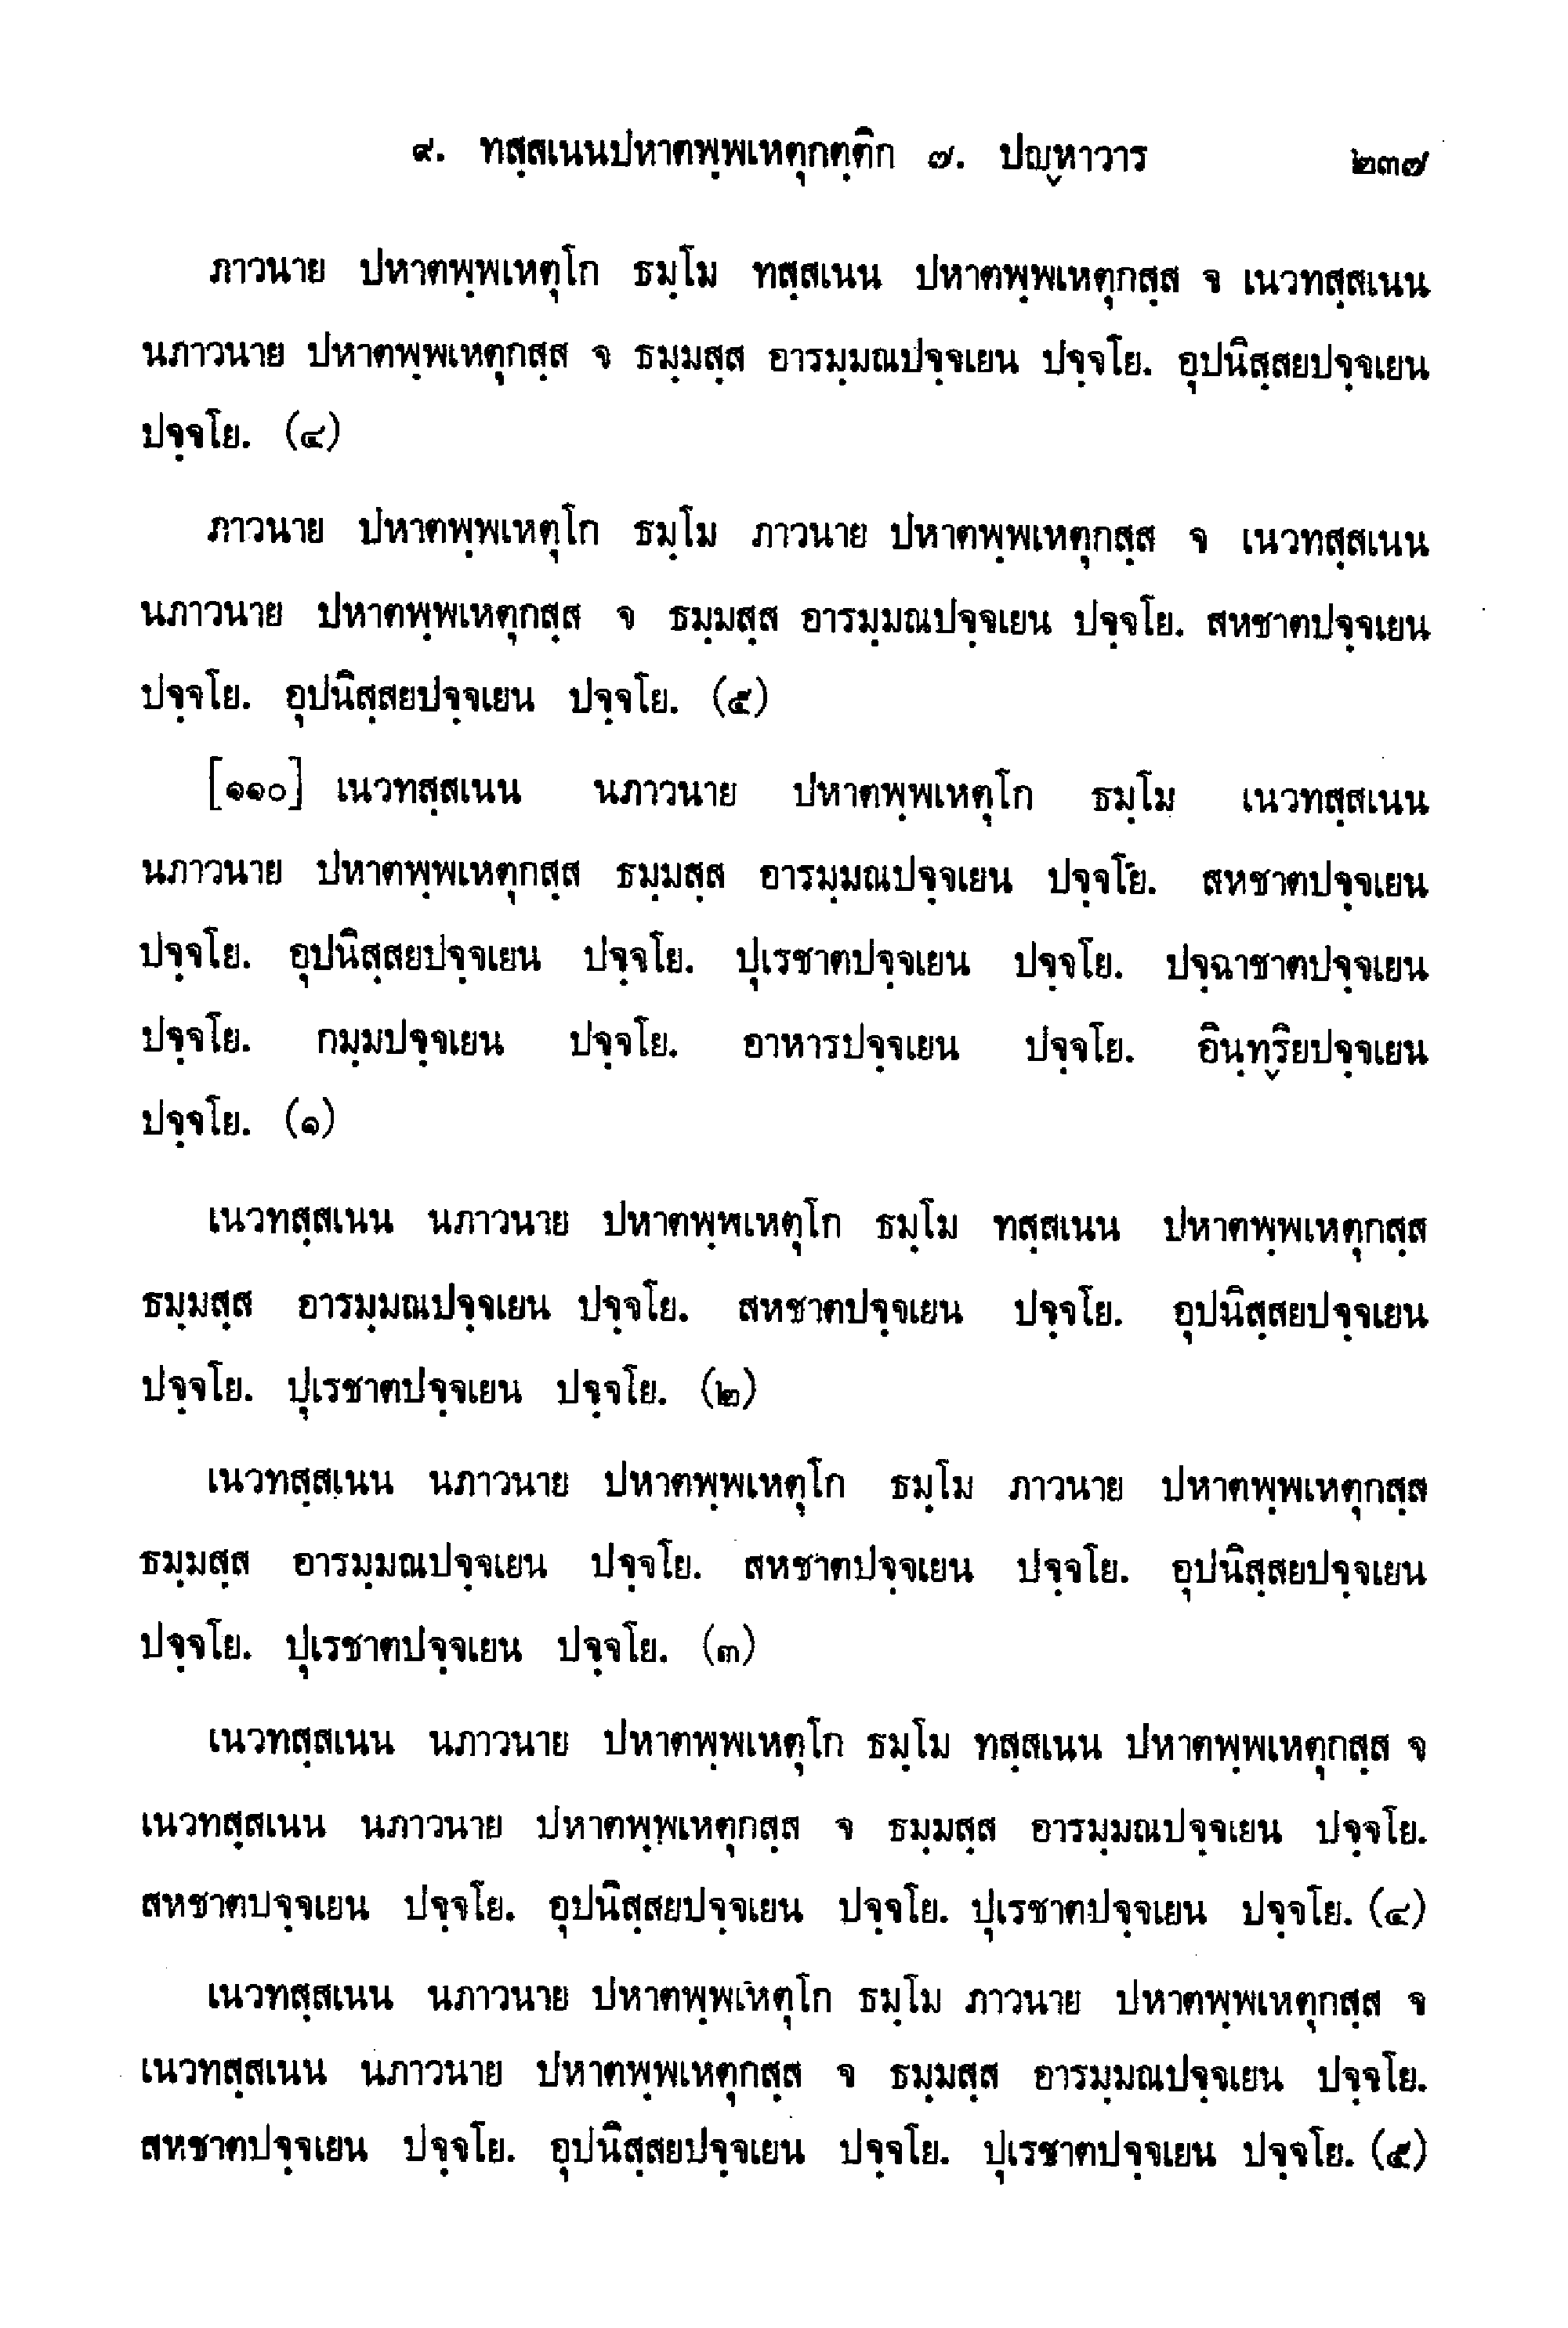 ๙. ทสฺสเนนปหาตพฺพเหตุกตฺติก ๗. ปญฺหาวาร ๒๓๗
ภาวนาย ปหาตพฺพเหตุโก ธมฺโม ทสฺสเนน ปหาตพฺพเหตุกสฺส จ เนวทสฺสเนน
นภาวนาย ปหาตพฺพเหตุกสฺส จ ธมฺมสฺส อารมฺมณปจฺจเยน ปจฺจโย. อุปนิสฺสยปจฺจเยน
ปจฺจโย. (๔)
ภาวนาย ปหาตพฺพเหตุโก ธมฺโม ภาวนาย ปหาตพฺพเหตุกสฺส จ เนวทสฺสเนน
นภาวนาย ปหาตพฺพเหตุกสฺส จ ธมฺมสฺส อารมฺมณปจฺจเยน ปจฺจโย. สหชาตปจฺจเยน
ปจฺจโย. อุปนิสฺสยปจฺจเยน ปจฺจโย. (๕)
[๑๑๐] เนวทสฺสเนน นภาวนาย ปหาตพฺพเหตุโก ธมฺโม เนวทสฺสเนน
นภาวนาย ปหาตพฺพเหตุกสฺส ธมฺมสฺส อารมฺมณปจฺจเยน ปจฺจโย. สหชาตปจฺจเยน
ปจฺจโย. อุปนิสฺสยปจฺจเยน ปจฺจโย. ปุเรชาตปจฺจเยน ปจฺจโย. ปจฺฉาชาตปจฺจเยน
ปจฺจโย. กมฺมปจฺจเยน ปจฺจโย. อาหารปจฺจเยน ปจฺจโย. อินฺทฺริยปจฺจเยน
ปจฺจโย. (๑)
เนวทสฺสเนน นภาวนาย ปหาตพฺพเหตุโก ธมฺโม ทสฺสเนน ปหาตพฺพเหตุกสฺส
ธมฺมสฺส อารมฺมณปจฺจเยน ปจฺจโย. สหชาตปจฺจเยน ปจฺจโย. อุปนิสฺสยปจฺจเยน
ปจฺจโย. ปุเรชาตปจฺจเยน ปจฺจโย. (๒)
เนวทสฺสเนน นภาวนาย ปหาตพฺพเหตุโก ธมฺโม ภาวนาย ปหาตพฺพเหตุกสฺส
ธมฺมสฺส อารมฺมณปจฺจเยน ปจฺจโย. สหชาตปจฺจเยน ปจฺจโย. อุปนิสฺสยปจฺจเยน
ปจฺจโย. ปุเรชาตปจฺจเยน ปจฺจโย. (๓)
เนวทสฺสเนน นภาวนาย ปหาตพฺพเหตุโก ธมฺโม ทสฺสเนน ปหาตพฺพเหตุกสฺส จ
เนวทสฺสเนน นภาวนาย ปหาตพฺพเหตุกสฺส จ ธมฺมสฺส อารมฺมณปจฺจเยน ปจฺจโย.
สหชาตปจฺจเยน ปจฺจโย. อุปนิสฺสยปจฺจเยน ปจฺจโย. ปุเรชาตปจฺจเยน ปจฺจโย. (๔)
เนวทสฺสเนน นภาวนาย ปหาตพฺพเหตุโก ธมฺโม ภาวนาย ปหาตพฺพเหตุกสฺส จ
เนวทสฺสเนน นภาวนาย ปหาตพฺพเหตุกสฺส จ ธมฺมสฺส อารมฺมณปจฺจเยน ปจฺจโย.
สหชาตปจฺจเยน ปจฺจโย. อุปนิสฺสยปจฺจเยน ปจฺจโย. ปุเรชาตปจฺจเยน ปจฺจโย. (๕)